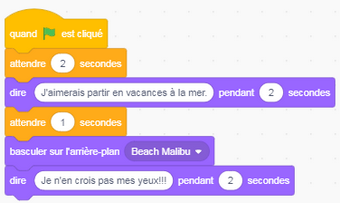 quand est cliqué
attendre 2 secondes
dire J'aimerais partir en vacances à la mer. pendant 2 secondes
attendre 1 secondes
basculer sur l'arrière-plan Beach Malibu
dire Je n'en crois pas mes yeux!!! pendant 2 secondes